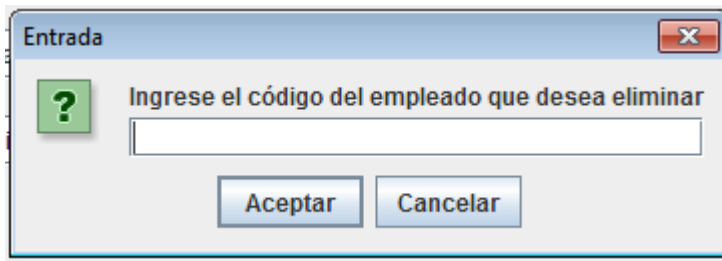 Entrada
Ingrese el código del empleado que desea eliminar
Aceptar Cancelar